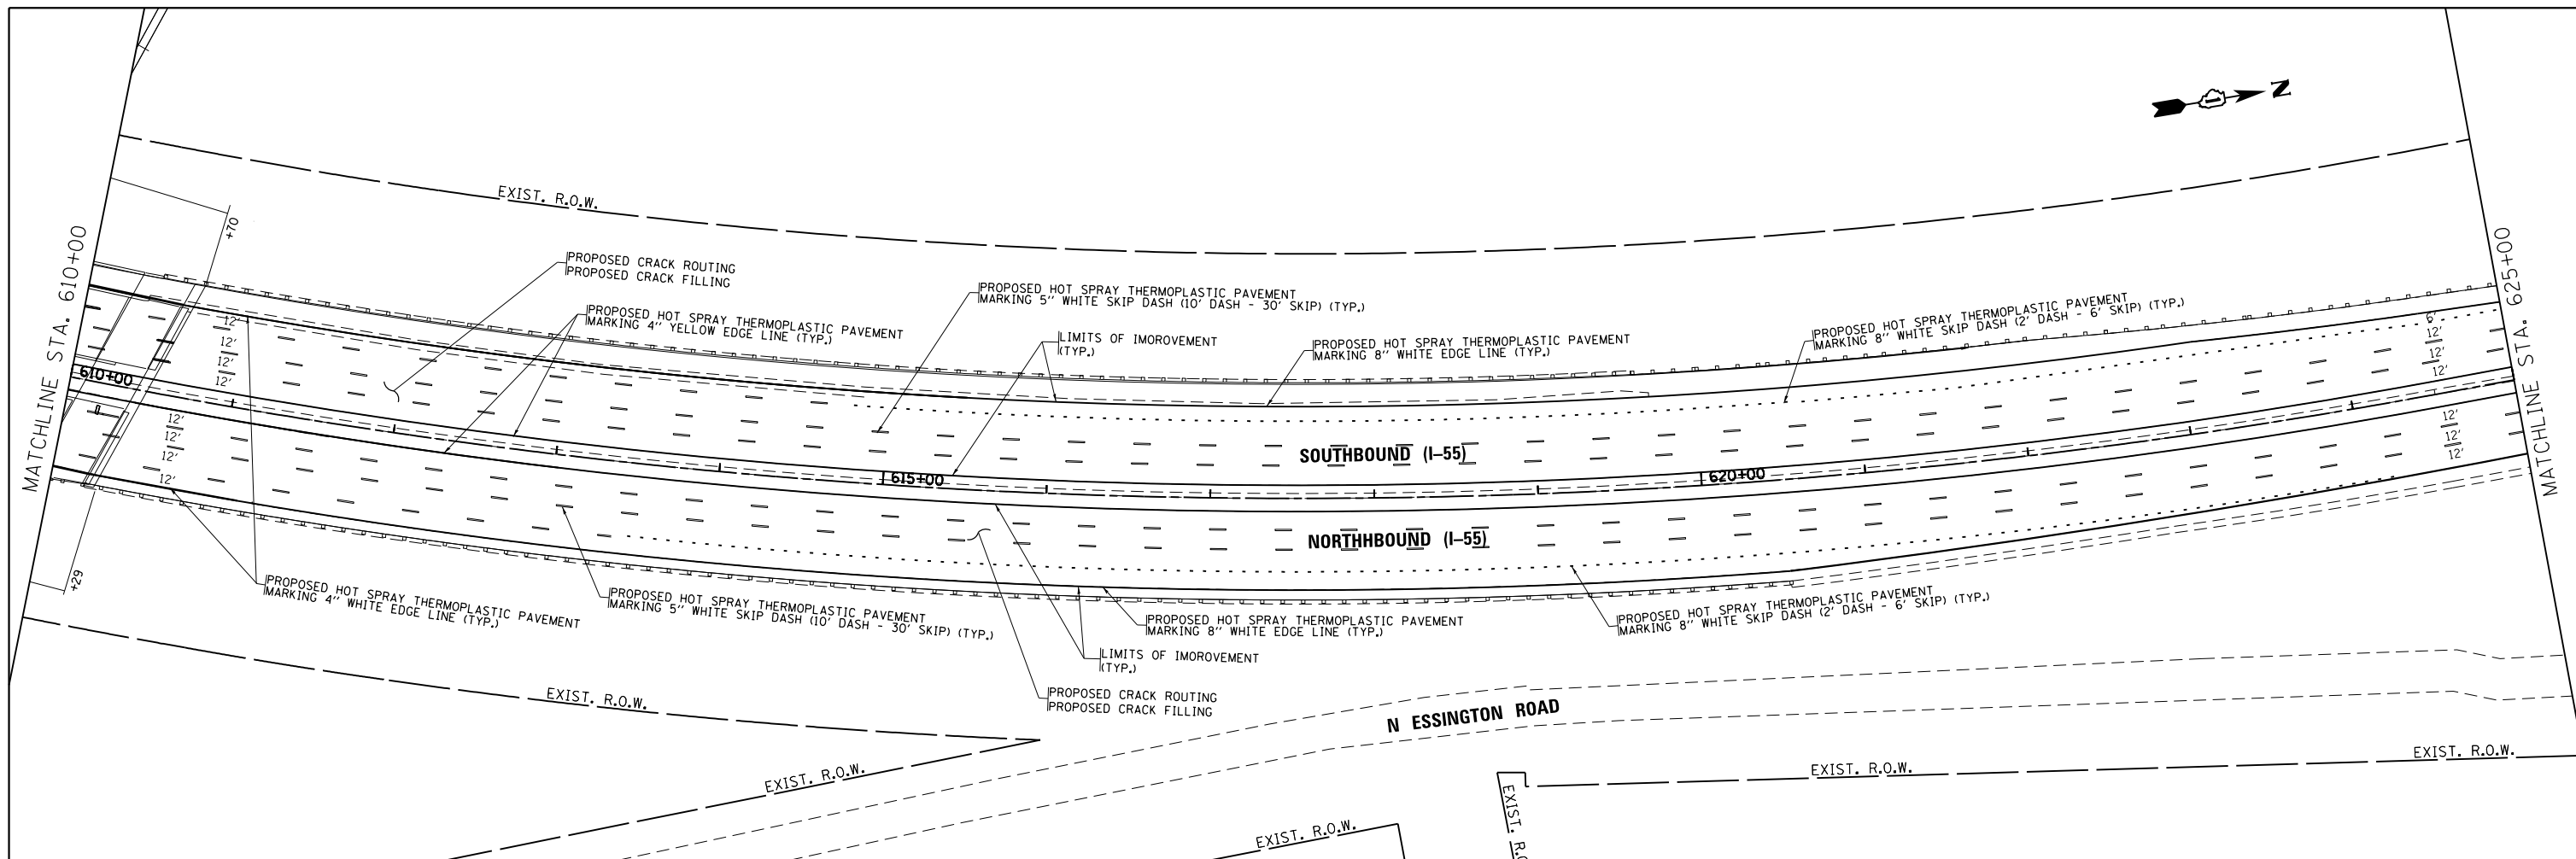 N
EXIST. R.O.W.
+70
MATCHLINE STA. 610+00
MATCHLINE STA. 625+00
PROPOSED CRACK ROUTING
PROPOSED CRACK FILLING
PROPOSED HOT SPRAY THERMOPLASTIC PAVEMENT
MARKING 4" YELLOW EDGE LINE (TYP.)
PROPOSED HOT SPRAY THERMOPLASTIC PAVEMENT
MARKING 5" WHITE SKIP DASH (10' DASH - 30' SKIP) (TYP.)
LIMITS OF IMOROVEMENT
(TYP.)
PROPOSED HOT SPRAY THERMOPLASTIC PAVEMENT
MARKING 8" WHITE EDGE LINE (TYP.)
PROPOSED HOT SPRAY THERMOPLASTIC PAVEMENT
MARKING 8" WHITE SKIP DASH (2' DASH - 6' SKIP) (TYP.)
12'
12'
12'
12'
6'
12'
12'
12'
610+00
SOUTHBOUND (I-55)
615+00
620+00
12'
12'
12'
12'
12'
12'
12'
NORTHHBOUND (I-55)
+29
PROPOSED HOT SPRAY THERMOPLASTIC PAVEMENT
MARKING 4" WHITE EDGE LINE (TYP.)
PROPOSED HOT SPRAY THERMOPLASTIC PAVEMENT
MARKING 5" WHITE SKIP DASH (10' DASH - 30' SKIP) (TYP.)
PROPOSED HOT SPRAY THERMOPLASTIC PAVEMENT
MARKING 8" WHITE EDGE LINE (TYP.)
PROPOSED HOT SPRAY THERMOPLASTIC PAVEMENT
MARKING 8" WHITE SKIP DASH (2' DASH - 6' SKIP) (TYP.)
LIMITS OF IMOROVEMENT
(TYP.)
PROPOSED CRACK ROUTING
PROPOSED CRACK FILLING
EXIST. R.O.W.
N ESSINGTON ROAD
EXIST. R.O.W.
EXIST. R.O.W.
EXIST. R.O.W.
EXIST. R.O.W.
EXIST.